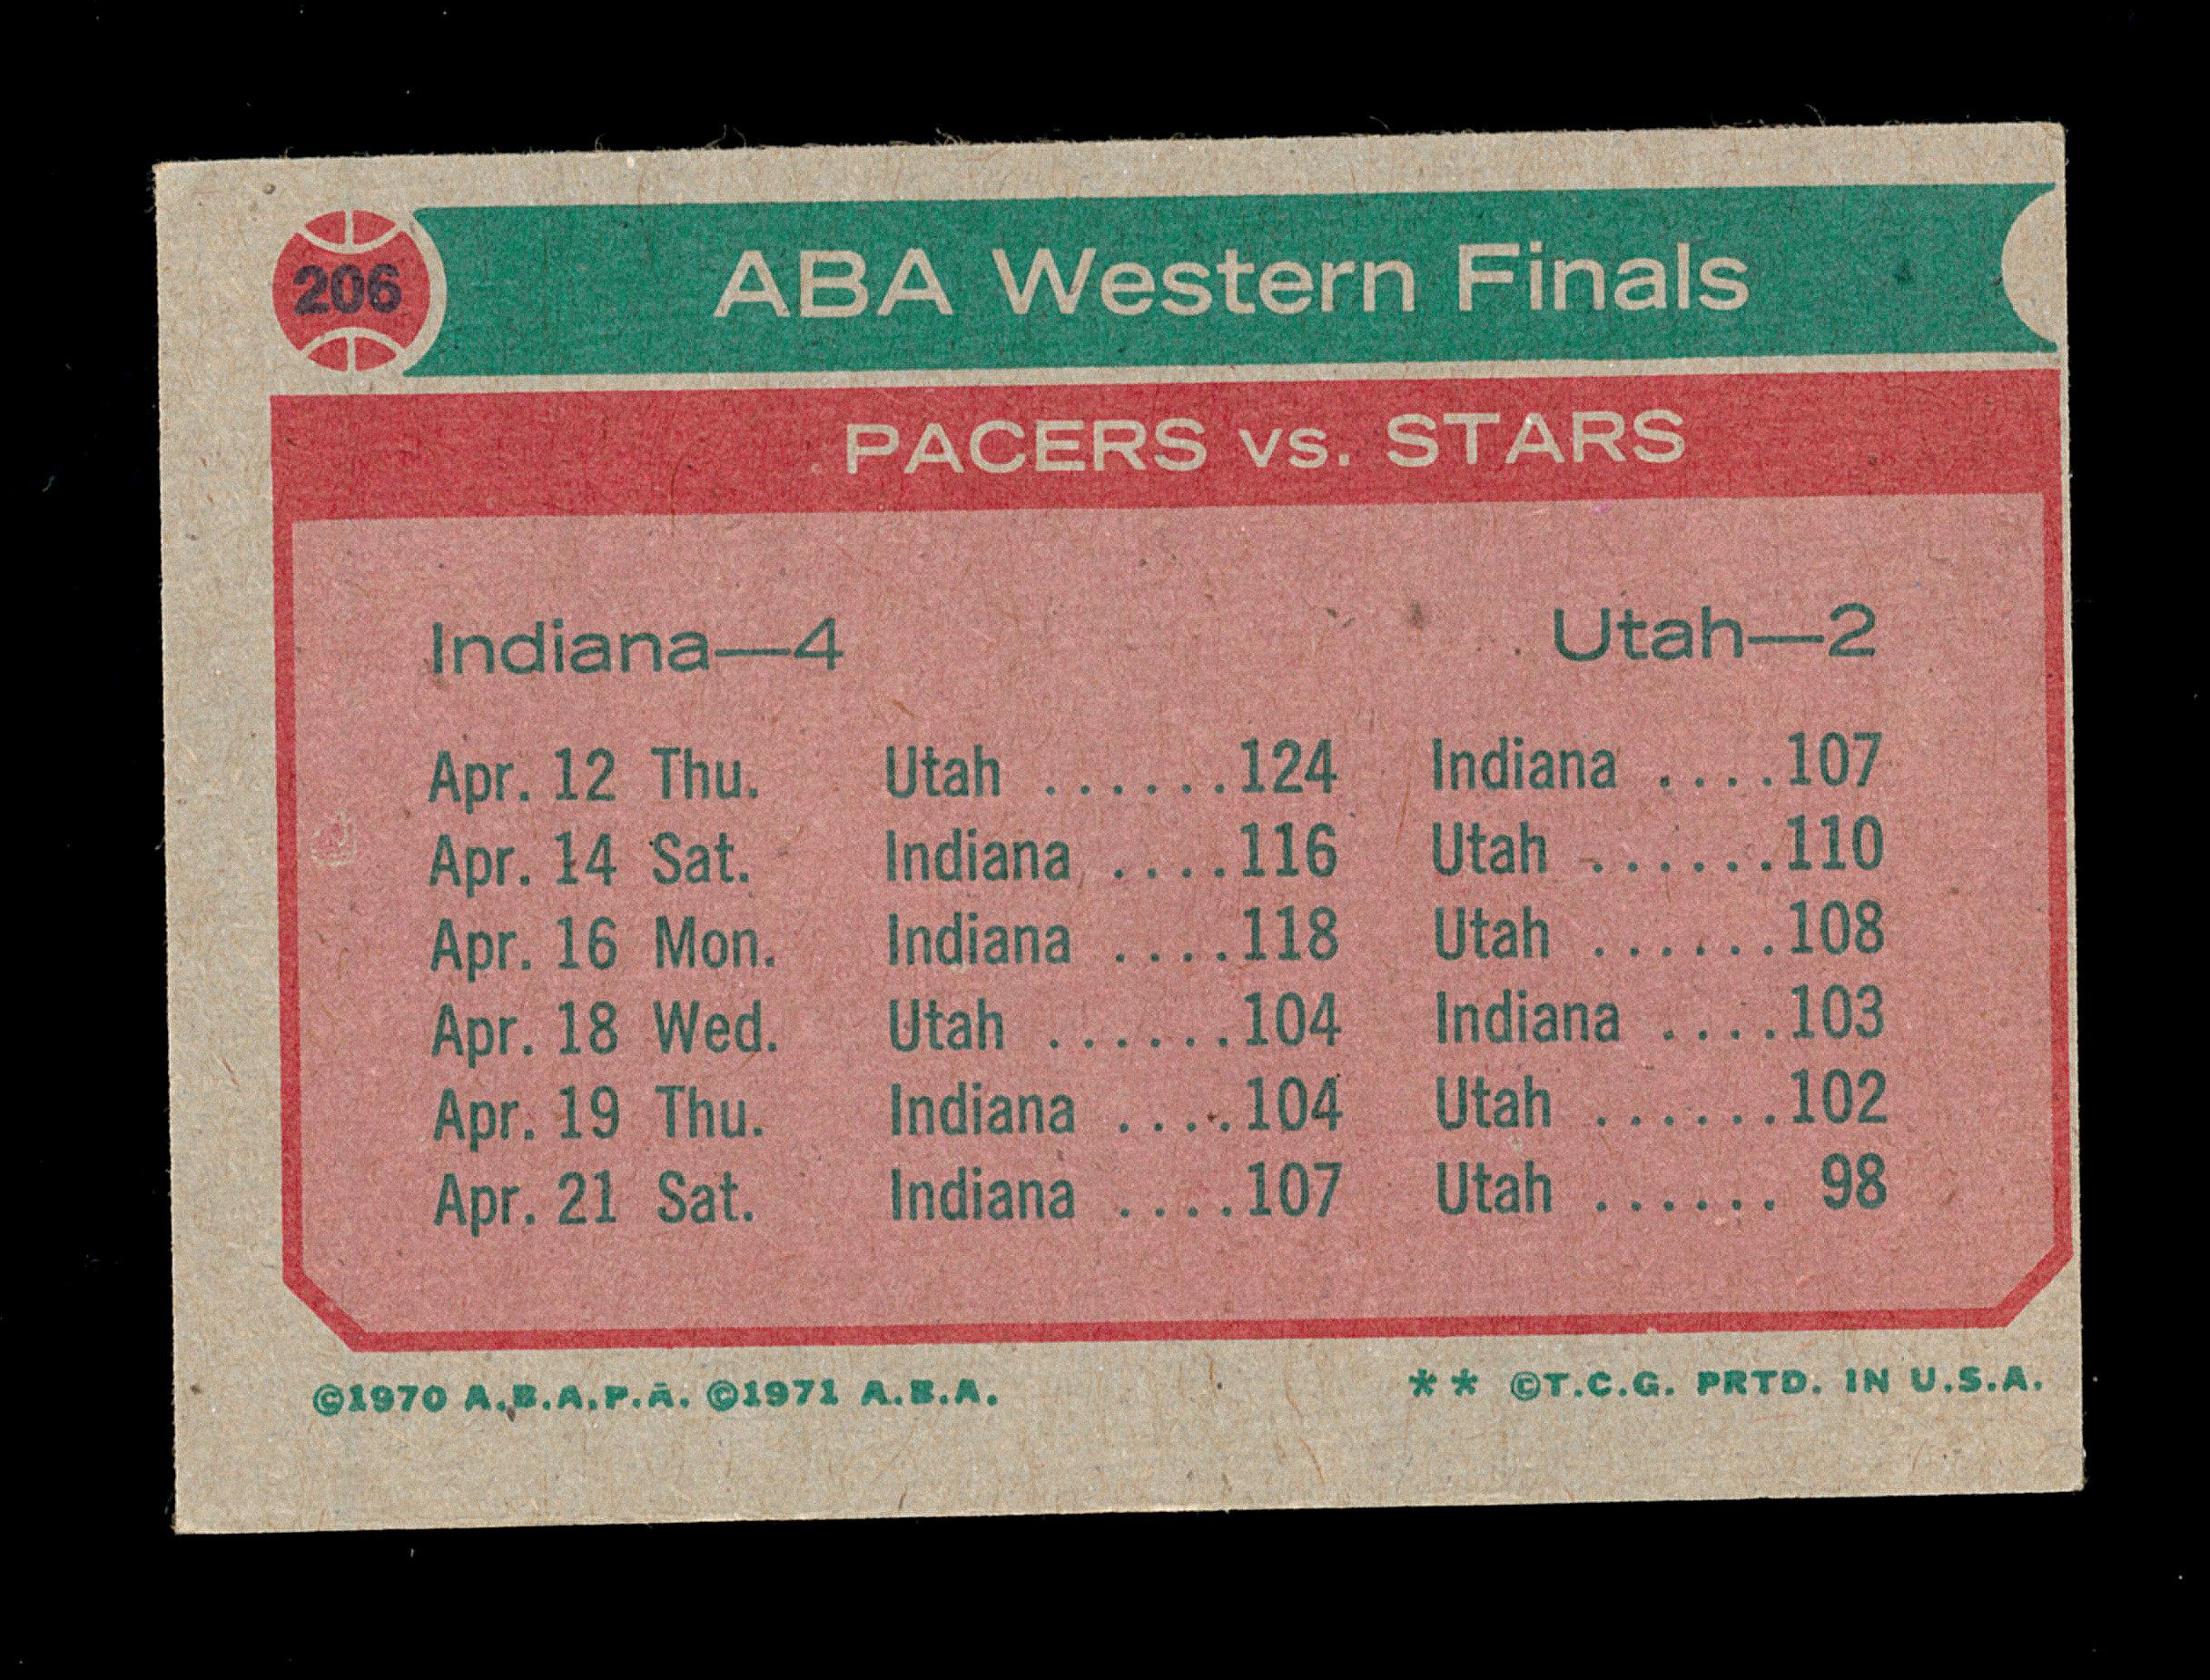 206
ABA Western Finals
PACERS vs. STARS
Indiana—4 Utah—2
Apr. 12 Thu. Utah .......124 Indiana ....107
Apr. 14 Sat. Indiana ....116 Utah .......110
Apr. 16 Mon. Indiana ....118 Utah .......108
Apr. 18 Wed. Utah .......104 Indiana ....103
Apr. 19 Thu. Indiana ....104 Utah .......102
Apr. 21 Sat. Indiana ....107 Utah ...... 98
©1970 A.B.A.P.A. ©1971 A.B.A. ** ©T.C.G. PRTD. IN U.S.A.